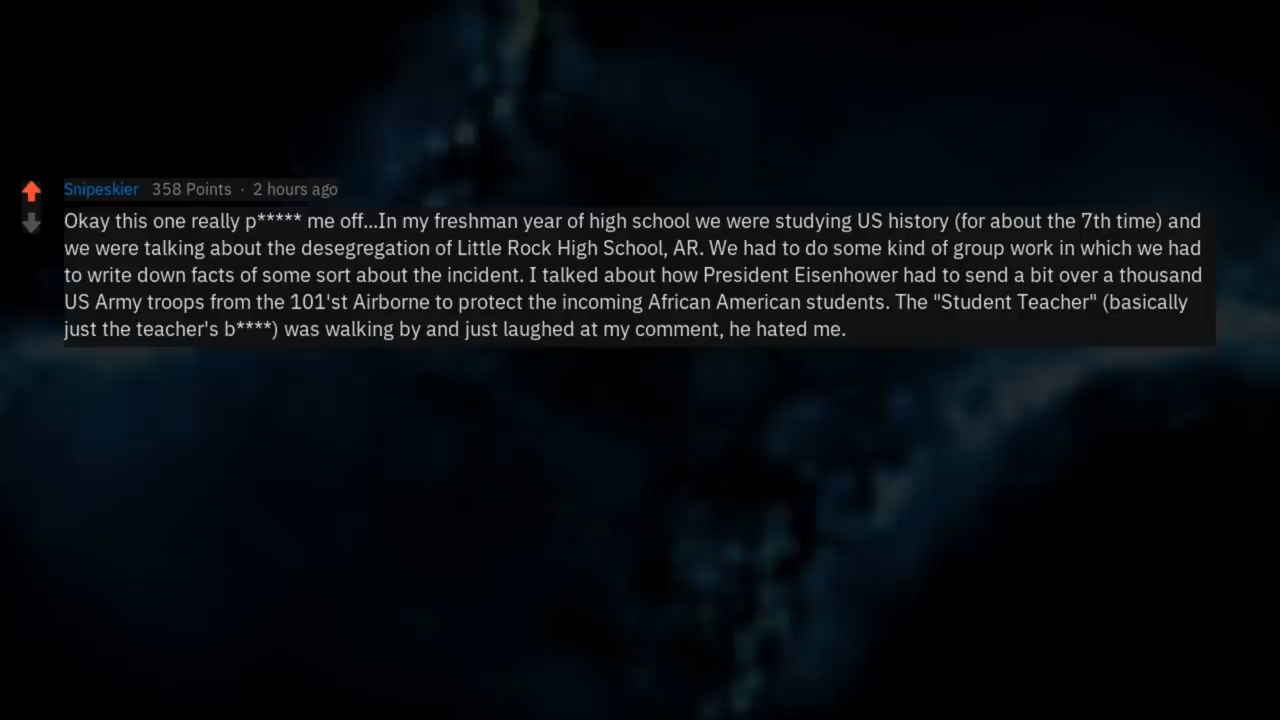 Snipeskier 358 Points · 2 hours ago
Okay this one really p***** me off...In my freshman year of high school we were studying US history (for about the 7th time) and
we were talking about the desegregation of Little Rock High School, AR. We had to do some kind of group work in which we had
to write down facts of some sort about the incident. I talked about how President Eisenhower had to send a bit over a thousand
US Army troops from the 101'st Airborne to protect the incoming African American students. The "Student Teacher" (basically
just the teacher's b****) was walking by and just laughed at my comment, he hated me.